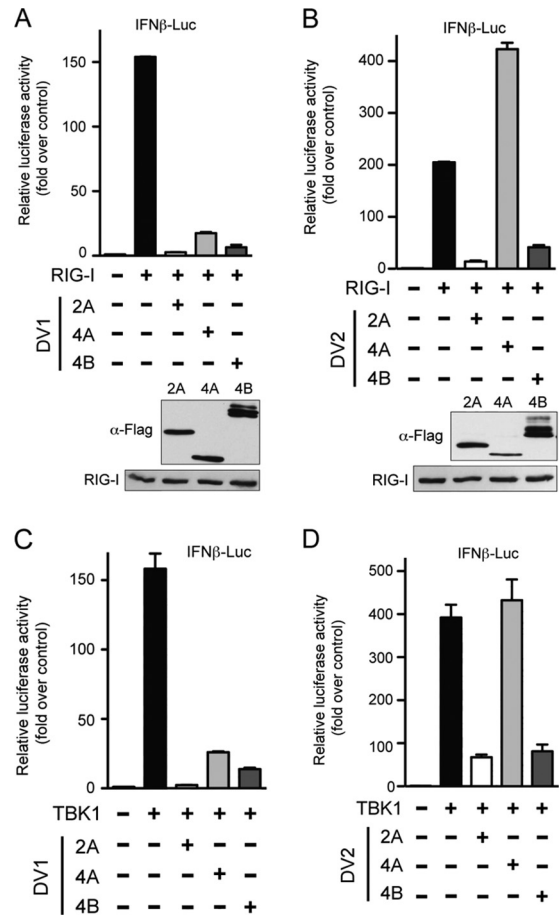 A
IFNβ-Luc
Relative luciferase activity
(fold over control)
150
100
50
0
RIG-I – + + + +
DV1
2A – – + – –
4A – – – + –
4B – – – – +
2A 4A 4B
α-Flag
RIG-I
B
IFNβ-Luc
Relative luciferase activity
(fold over control)
400
300
200
100
0
RIG-I – + + + +
DV2
2A – – + – –
4A – – – + –
4B – – – – +
2A 4A 4B
α-Flag
RIG-I
C
IFNβ-Luc
Relative luciferase activity
(fold over control)
150
100
50
0
TBK1 – + + + +
DV1
2A – – + – –
4A – – – + –
4B – – – – +
D
IFNβ-Luc
Relative luciferase activity
(fold over control)
500
400
300
200
100
0
TBK1 – + + + +
DV2
2A – – + – –
4A – – – + –
4B – – – – +